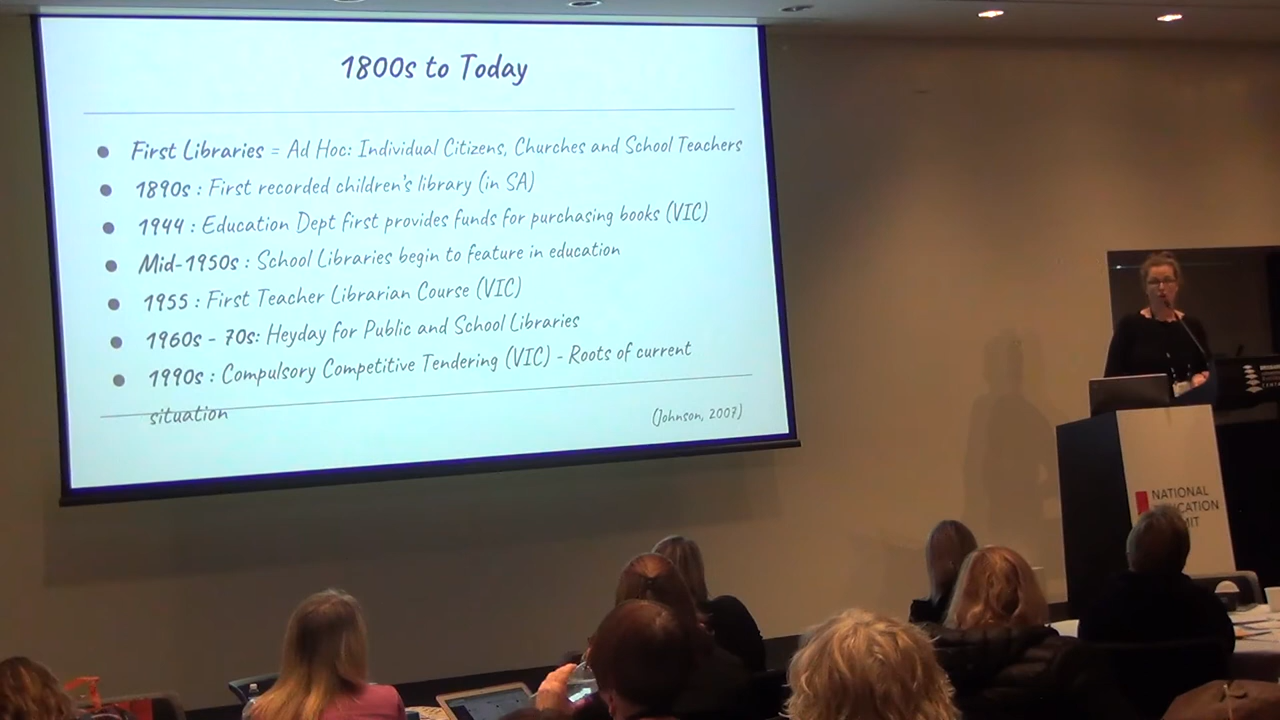 1800s to Today
● First Libraries = Ad Hoc: Individual Citizens, Churches and School Teachers
● 1890s : First recorded children's library (in SA)
● 1944 : Education Dept first provides funds for purchasing books (VIC)
● Mid-1950s : School Libraries begin to feature in education
● 1955 : First Teacher Librarian Course (VIC)
● 1960s - 70s: Heyday for Public and School Libraries
● 1990s : Compulsory Competitive Tendering (VIC) - Roots of current
situation
(Johnson, 2007)
NATIONAL